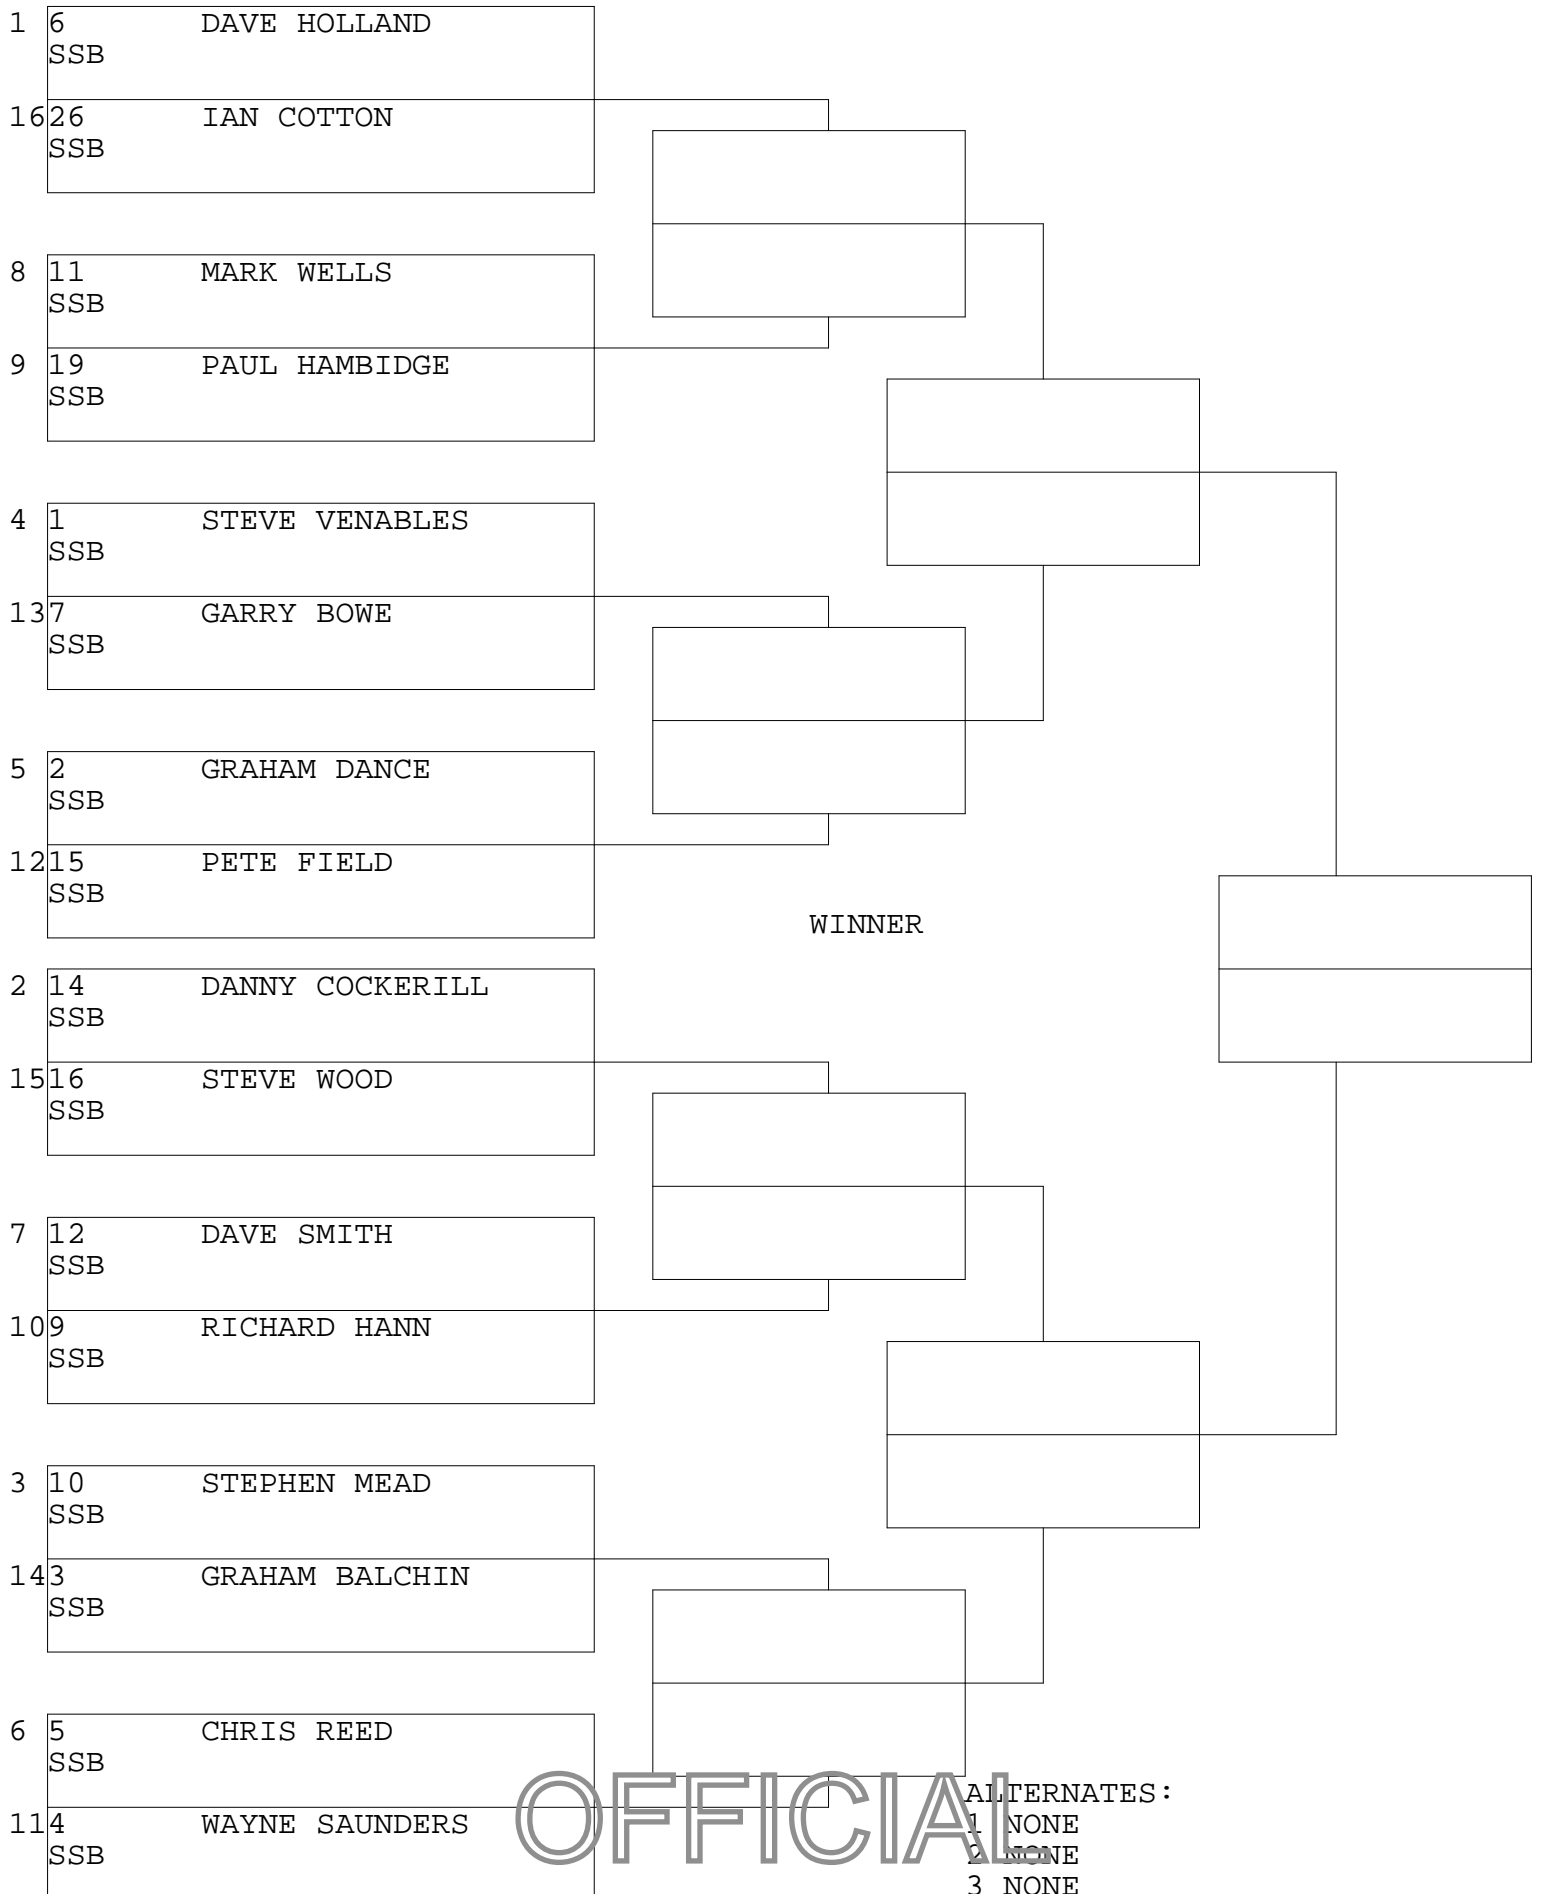 1 6 DAVE HOLLAND
SSB
16 26 IAN COTTON
SSB
8 11 MARK WELLS
SSB
9 19 PAUL HAMBIDGE
SSB
4 1 STEVE VENABLES
SSB
13 7 GARRY BOWE
SSB
5 2 GRAHAM DANCE
SSB
12 15 PETE FIELD
SSB
WINNER
2 14 DANNY COCKERILL
SSB
15 16 STEVE WOOD
SSB
7 12 DAVE SMITH
SSB
10 9 RICHARD HANN
SSB
3 10 STEPHEN MEAD
SSB
14 3 GRAHAM BALCHIN
SSB
6 5 CHRIS REED
SSB
11 4 WAYNE SAUNDERS
SSB
OFFICIAL
ALTERNATES:
1 NONE
2 NONE
3 NONE